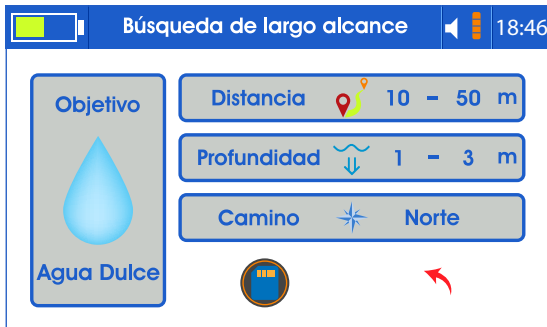 Búsqueda de largo alcance
18:46
Objetivo
Agua Dulce
Distancia 10 - 50 m
Profundidad 1 - 3 m
Camino Norte